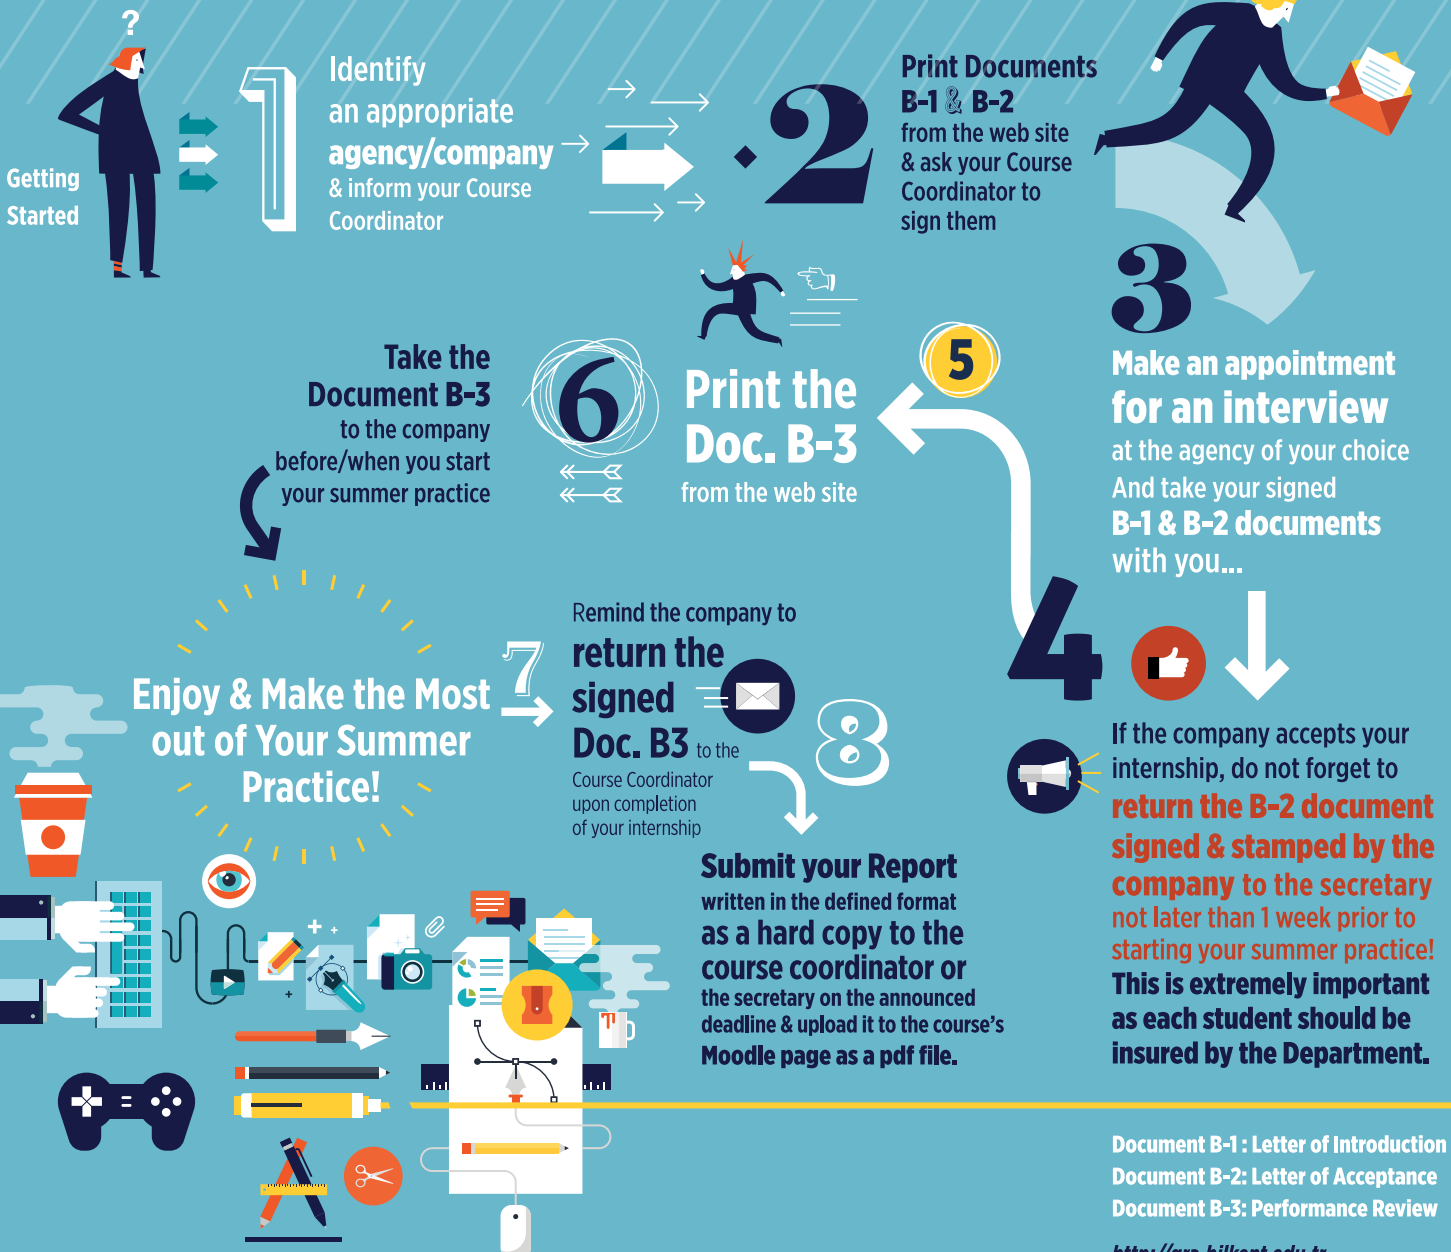 ?
Getting
Started
1
Identify
an appropriate
agency/company
& inform your Course
Coordinator
2
Print Documents
B-1 & B-2
from the web site
& ask your Course
Coordinator to
sign them
3
Make an appointment
for an interview
at the agency of your choice
And take your signed
B-1 & B-2 documents
with you...
4
If the company accepts your
internship, do not forget to
return the B-2 document
signed & stamped by the
company to the secretary
not later than 1 week prior to
starting your summer practice!
This is extremely important
as each student should be
insured by the Department.
5
Print the
Doc. B-3
from the web site
6
Take the
Document B-3
to the company
before/when you start
your summer practice
Enjoy & Make the Most
out of Your Summer
Practice!
7
Remind the company to
return the
signed
Doc. B3 to the
Course Coordinator
upon completion
of your internship
8
Submit your Report
written in the defined format
as a hard copy to the
course coordinator or
the secretary on the announced
deadline & upload it to the course's
Moodle page as a pdf file.
Document B-1 : Letter of Introduction
Document B-2: Letter of Acceptance
Document B-3: Performance Review
http://gra.bilkent.edu.tr